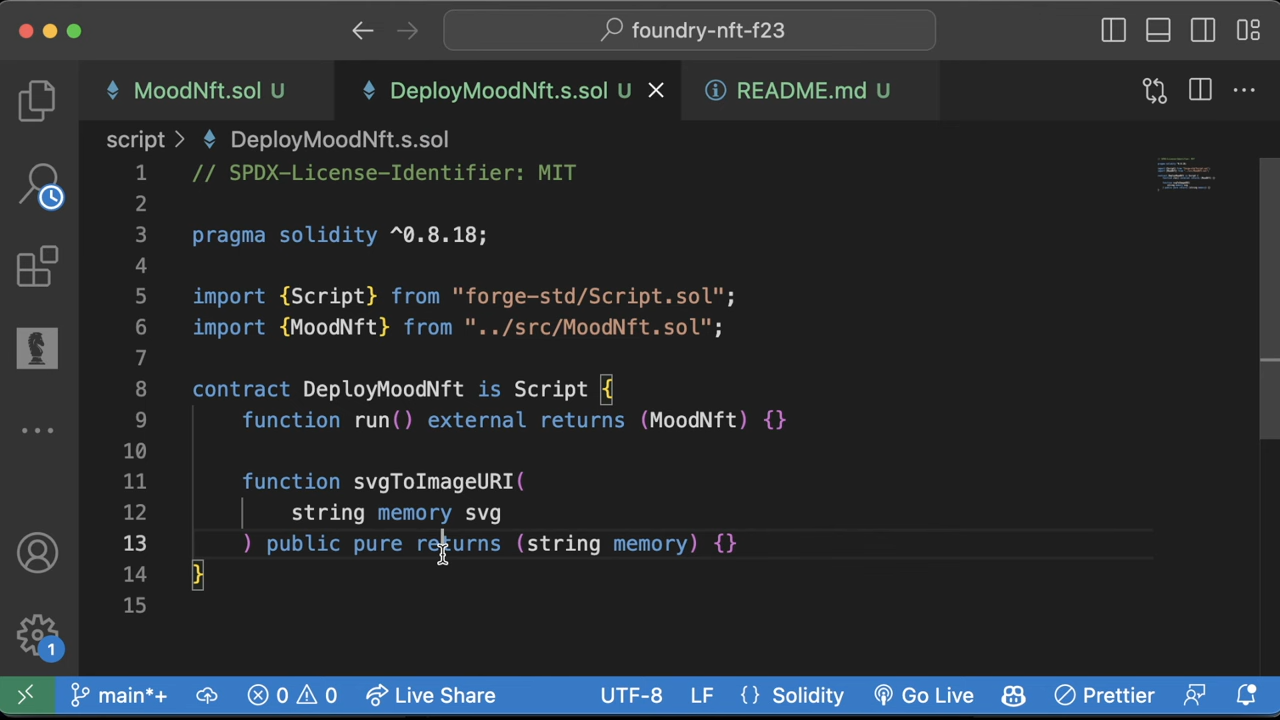 foundry-nft-f23
MoodNft.sol U
DeployMoodNft.s.sol U
README.md U
script > DeployMoodNft.s.sol
1 // SPDX-License-Identifier: MIT
2
3 pragma solidity ^0.8.18;
4
5 import {Script} from "forge-std/Script.sol";
6 import {MoodNft} from "../src/MoodNft.sol";
7
8 contract DeployMoodNft is Script {
9 function run() external returns (MoodNft) {}
10
11 function svgToImageURI(
12 string memory svg
13 ) public pure returns (string memory) {}
14 }
15
1
main*+ 0 0 Live Share UTF-8 LF {} Solidity Go Live Prettier